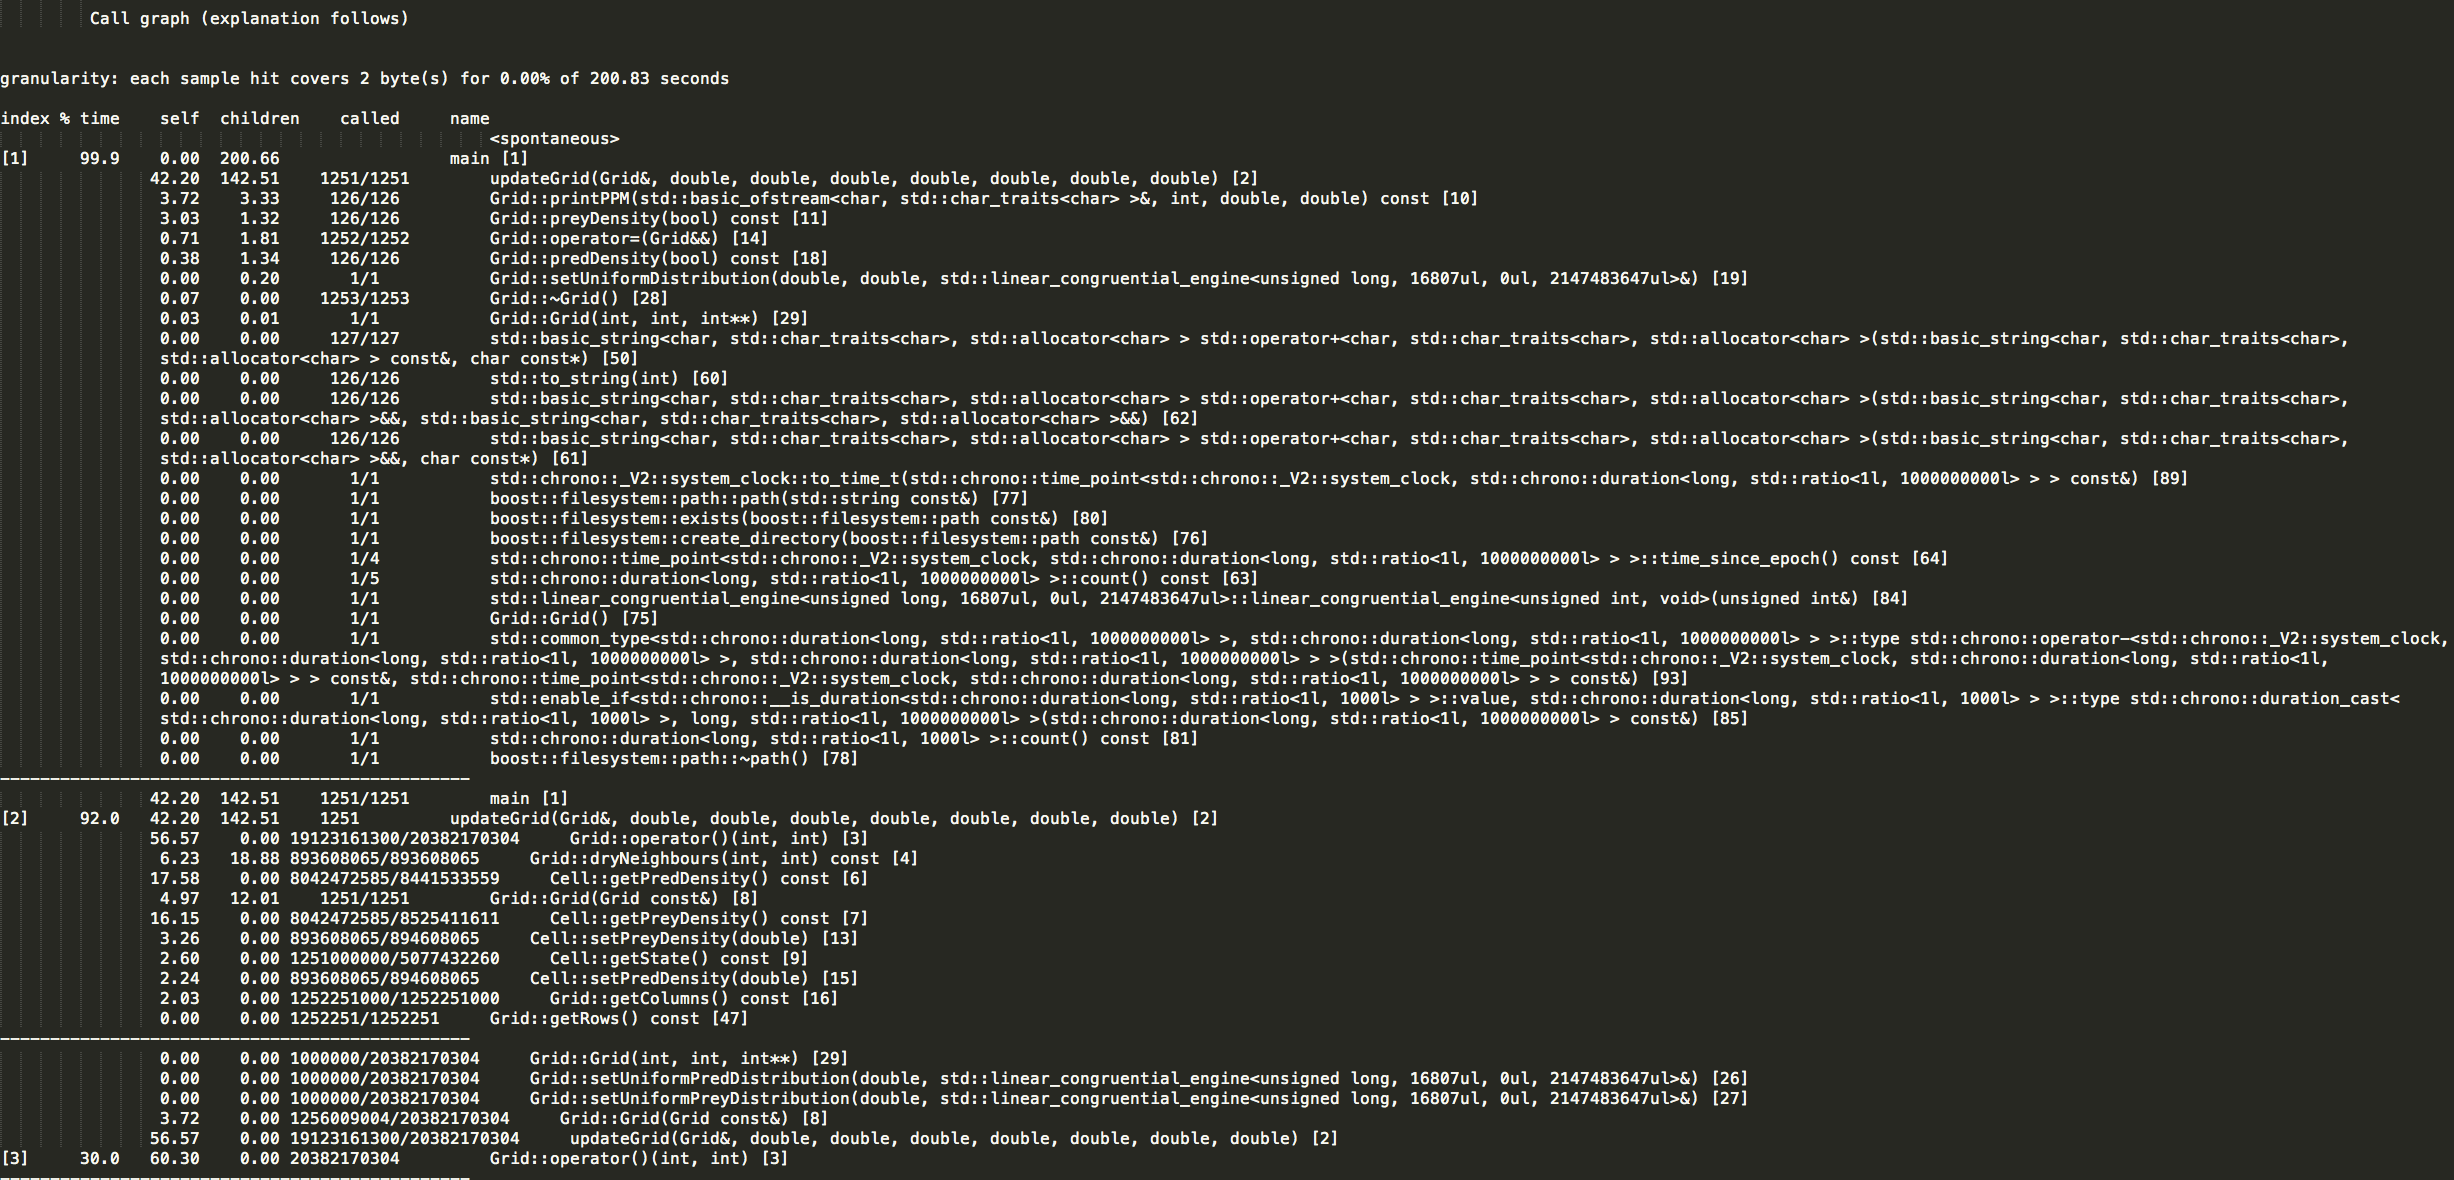 Call graph (explanation follows)
granularity: each sample hit covers 2 byte(s) for 0.00% of 200.83 seconds
index % time    self  children    called     name
<spontaneous>
[1]     99.9    0.00  200.66                 main [1]
42.20  142.51    1251/1251        updateGrid(Grid&, double, double, double, double, double, double, double) [2]
3.72    3.33     126/126         Grid::printPPM(std::basic_ofstream<char, std::char_traits<char> >&, int, double, double) const [10]
3.03    1.32     126/126         Grid::preyDensity(bool) const [11]
0.71    1.81    1252/1252        Grid::operator=(Grid&&) [14]
0.38    1.34     126/126         Grid::predDensity(bool) const [18]
0.00    0.20       1/1           Grid::setUniformDistribution(double, double, std::linear_congruential_engine<unsigned long, 16807ul, 0ul, 2147483647ul>&) [19]
0.07    0.00    1253/1253        Grid::~Grid() [28]
0.03    0.01       1/1           Grid::Grid(int, int, int**) [29]
0.00    0.00     127/127         std::basic_string<char, std::char_traits<char>, std::allocator<char> > std::operator+<char, std::char_traits<char>, std::allocator<char> >(std::basic_string<char, std::char_traits<char>,
std::allocator<char> > const&, char const*) [50]
0.00    0.00     126/126         std::to_string(int) [60]
0.00    0.00     126/126         std::basic_string<char, std::char_traits<char>, std::allocator<char> > std::operator+<char, std::char_traits<char>, std::allocator<char> >(std::basic_string<char, std::char_traits<char>,
std::allocator<char> >&&, std::basic_string<char, std::char_traits<char>, std::allocator<char> >&&) [62]
0.00    0.00     126/126         std::basic_string<char, std::char_traits<char>, std::allocator<char> > std::operator+<char, std::char_traits<char>, std::allocator<char> >(std::basic_string<char, std::char_traits<char>,
std::allocator<char> >&&, char const*) [61]
0.00    0.00       1/1           std::chrono::_V2::system_clock::to_time_t(std::chrono::time_point<std::chrono::_V2::system_clock, std::chrono::duration<long, std::ratio<1l, 1000000000l> > > const&) [89]
0.00    0.00       1/1           boost::filesystem::path::path(std::string const&) [77]
0.00    0.00       1/1           boost::filesystem::exists(boost::filesystem::path const&) [80]
0.00    0.00       1/1           boost::filesystem::create_directory(boost::filesystem::path const&) [76]
0.00    0.00       1/4           std::chrono::time_point<std::chrono::_V2::system_clock, std::chrono::duration<long, std::ratio<1l, 1000000000l> > >::time_since_epoch() const [64]
0.00    0.00       1/5           std::chrono::duration<long, std::ratio<1l, 1000000000l> >::count() const [63]
0.00    0.00       1/1           std::linear_congruential_engine<unsigned long, 16807ul, 0ul, 2147483647ul>::linear_congruential_engine<unsigned int, void>(unsigned int&) [84]
0.00    0.00       1/1           Grid::Grid() [75]
0.00    0.00       1/1           std::common_type<std::chrono::duration<long, std::ratio<1l, 1000000000l> >, std::chrono::duration<long, std::ratio<1l, 1000000000l> > >::type std::chrono::operator-<std::chrono::_V2::system_clock,
std::chrono::duration<long, std::ratio<1l, 1000000000l> >, std::chrono::duration<long, std::ratio<1l, 1000000000l> > >(std::chrono::time_point<std::chrono::_V2::system_clock, std::chrono::duration<long, std::ratio<1l,
1000000000l> > > const&, std::chrono::time_point<std::chrono::_V2::system_clock, std::chrono::duration<long, std::ratio<1l, 1000000000l> > > const&) [93]
0.00    0.00       1/1           std::enable_if<std::chrono::__is_duration<std::chrono::duration<long, std::ratio<1l, 1000l> > >::value, std::chrono::duration<long, std::ratio<1l, 1000l> > >::type std::chrono::duration_cast<
std::chrono::duration<long, std::ratio<1l, 1000l> >, long, std::ratio<1l, 1000000000l> >(std::chrono::duration<long, std::ratio<1l, 1000000000l> > const&) [85]
0.00    0.00       1/1           std::chrono::duration<long, std::ratio<1l, 1000l> >::count() const [81]
0.00    0.00       1/1           boost::filesystem::path::~path() [78]
-----------------------------------------------
42.20  142.51    1251/1251        main [1]
[2]     92.0   42.20  142.51    1251         updateGrid(Grid&, double, double, double, double, double, double, double) [2]
56.57    0.00 19123161300/20382170304     Grid::operator()(int, int) [3]
6.23   18.88 893608065/893608065     Grid::dryNeighbours(int, int) const [4]
17.58    0.00 8042472585/8441533559     Cell::getPredDensity() const [6]
4.97   12.01    1251/1251        Grid::Grid(Grid const&) [8]
16.15    0.00 8042472585/8525411611     Cell::getPreyDensity() const [7]
3.26    0.00 893608065/894608065     Cell::setPreyDensity(double) [13]
2.60    0.00 1251000000/5077432260     Cell::getState() const [9]
2.24    0.00 893608065/894608065     Cell::setPredDensity(double) [15]
2.03    0.00 1252251000/1252251000     Grid::getColumns() const [16]
0.00    0.00 1252251/1252251     Grid::getRows() const [47]
-----------------------------------------------
0.00    0.00 1000000/20382170304     Grid::Grid(int, int, int**) [29]
0.00    0.00 1000000/20382170304     Grid::setUniformPredDistribution(double, std::linear_congruential_engine<unsigned long, 16807ul, 0ul, 2147483647ul>&) [26]
0.00    0.00 1000000/20382170304     Grid::setUniformPreyDistribution(double, std::linear_congruential_engine<unsigned long, 16807ul, 0ul, 2147483647ul>&) [27]
3.72    0.00 1256009004/20382170304     Grid::Grid(Grid const&) [8]
56.57    0.00 19123161300/20382170304     updateGrid(Grid&, double, double, double, double, double, double, double) [2]
[3]     30.0   60.30    0.00 20382170304         Grid::operator()(int, int) [3]
-----------------------------------------------